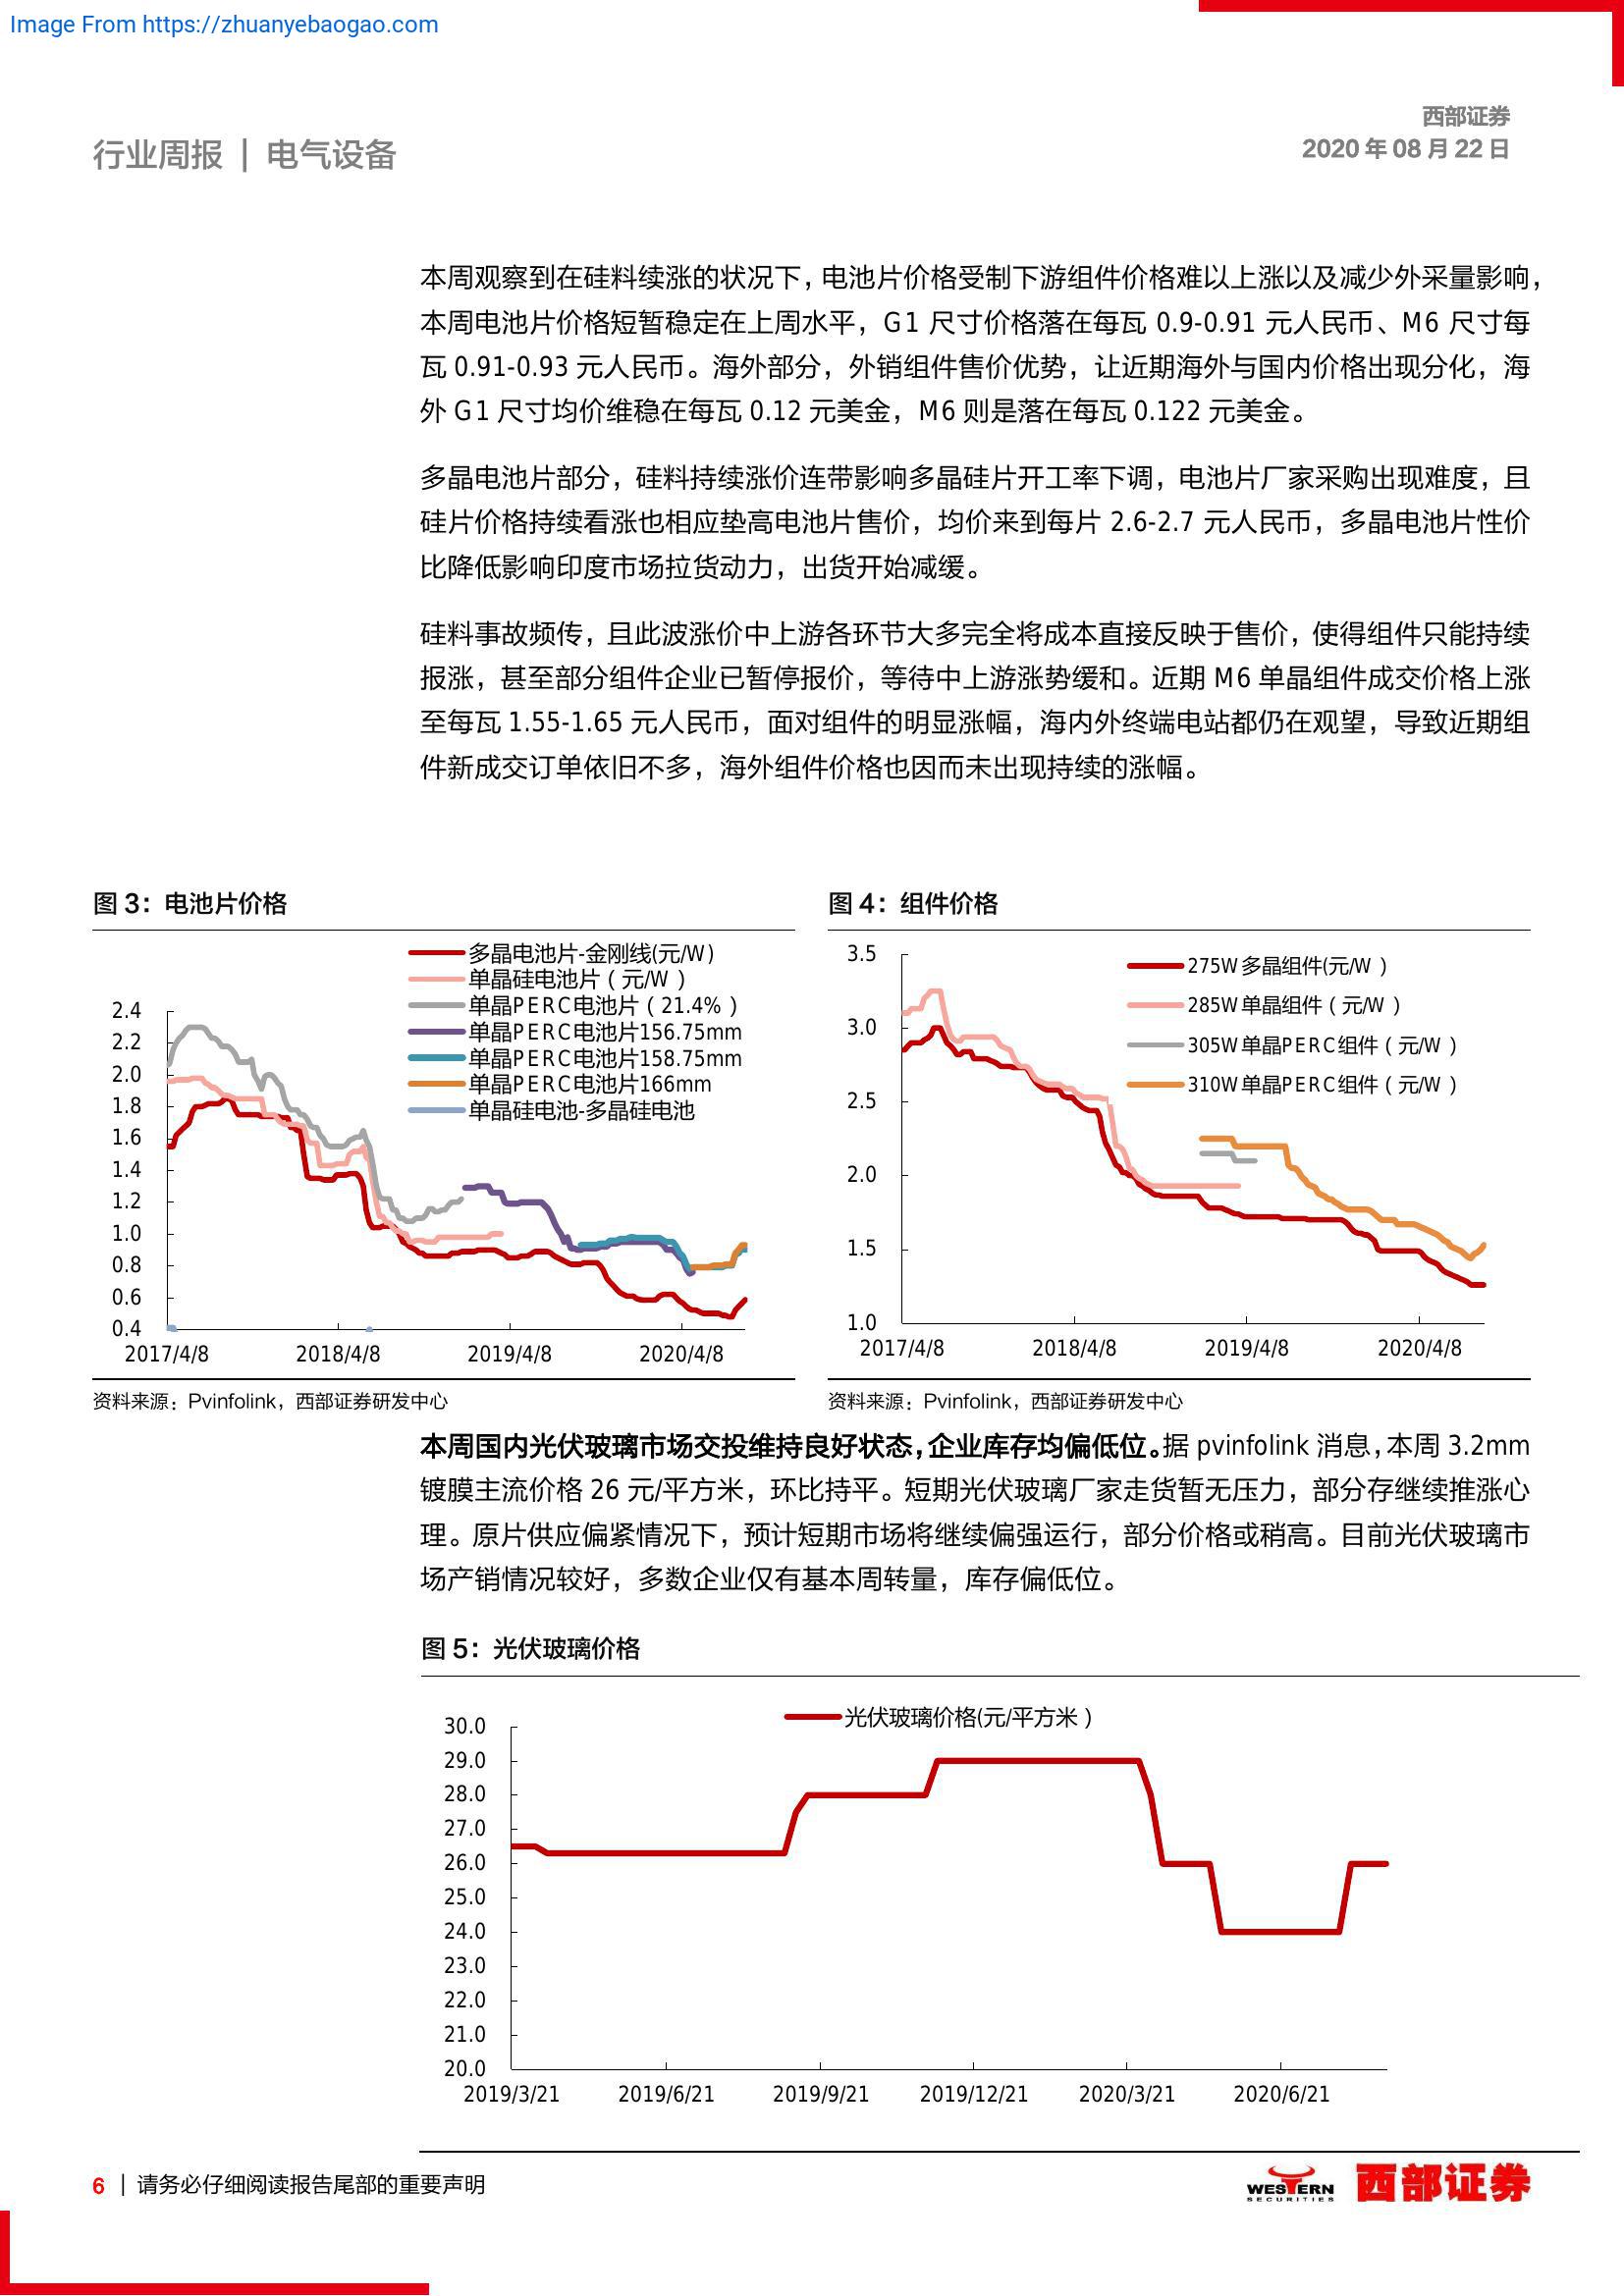 Image From https://zhuanyebaogao.com
西部证券
行业周报 | 电气设备
2020 年 08 月 22 日
本周观察到在硅料续涨的状况下，电池片价格受制下游组件价格难以上涨以及减少外采量影响，
本周电池片价格短暂稳定在上周水平，G1 尺寸价格落在每瓦 0.9-0.91 元人民币、M6 尺寸每
瓦 0.91-0.93 元人民币。海外部分，外销组件售价优势，让近期海外与国内价格出现分化，海
外 G1 尺寸均价维稳在每瓦 0.12 元美金，M6 则是落在每瓦 0.122 元美金。
多晶电池片部分，硅料持续涨价连带影响多晶硅片开工率下调，电池片厂家采购出现难度，且
硅片价格持续看涨也相应垫高电池片售价，均价来到每片 2.6-2.7 元人民币，多晶电池片性价
比降低影响印度市场拉货动力，出货开始减缓。
硅料事故频传，且此波涨价中上游各环节大多完全将成本直接反映于售价，使得组件只能持续
报涨，甚至部分组件企业已暂停报价，等待中上游涨势缓和。近期 M6 单晶组件成交价格上涨
至每瓦 1.55-1.65 元人民币，面对组件的明显涨幅，海内外终端电站都仍在观望，导致近期组
件新成交订单依旧不多，海外组件价格也因而未出现持续的涨幅。
图 3：电池片价格
多晶电池片-金刚线(元/W)
单晶硅电池片（元/W）
单晶PERC电池片（21.4%）
单晶PERC电池片156.75mm
单晶PERC电池片158.75mm
单晶PERC电池片166mm
单晶硅电池-多晶硅电池
2.4
2.2
2.0
1.8
1.6
1.4
1.2
1.0
0.8
0.6
0.4
2017/4/8 2018/4/8 2019/4/8 2020/4/8
资料来源：Pvinfolink，西部证券研发中心
图 4：组件价格
275W多晶组件(元/W）
285W单晶组件（元/W）
305W单晶PERC组件（元/W）
310W单晶PERC组件（元/W）
3.5
3.0
2.5
2.0
1.5
1.0
2017/4/8 2018/4/8 2019/4/8 2020/4/8
资料来源：Pvinfolink，西部证券研发中心
本周国内光伏玻璃市场交投维持良好状态，企业库存均偏低位。据 pvinfolink 消息，本周 3.2mm
镀膜主流价格 26 元/平方米，环比持平。短期光伏玻璃厂家走货暂无压力，部分存继续推涨心
理。原片供应偏紧情况下，预计短期市场将继续偏强运行，部分价格或稍高。目前光伏玻璃市
场产销情况较好，多数企业仅有基本周转量，库存偏低位。
图 5：光伏玻璃价格
光伏玻璃价格(元/平方米）
30.0
29.0
28.0
27.0
26.0
25.0
24.0
23.0
22.0
21.0
20.0
2019/3/21 2019/6/21 2019/9/21 2019/12/21 2020/3/21 2020/6/21
6 | 请务必仔细阅读报告尾部的重要声明
WESTERN
SECURITIES
西部证券